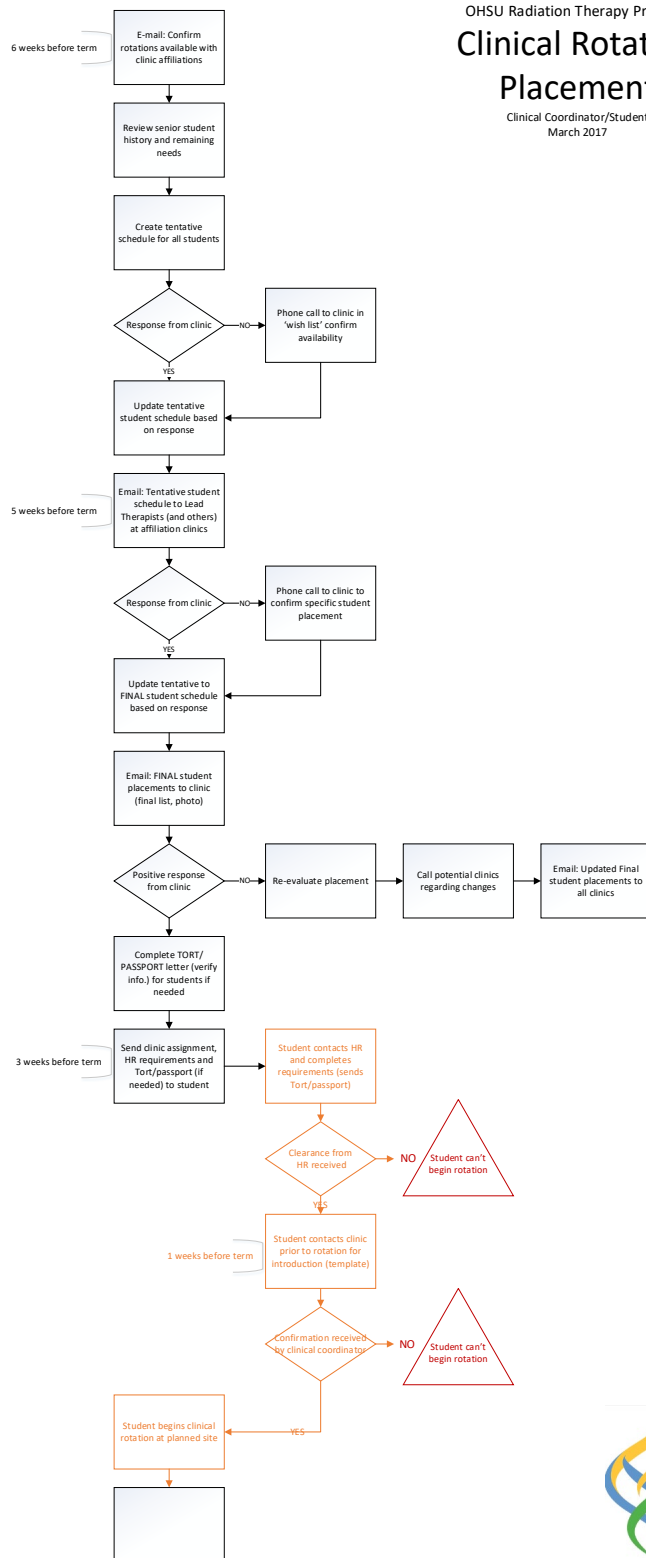 OHSU Radiation Therapy Pr
Clinical Rotat
Placement
Clinical Coordinator/Student
March 2017
6 weeks before term
E-mail: Confirm
rotations available with
clinic affiliations
Review senior student
history and remaining
needs
Create tentative
schedule for all students
Response from clinic
NO
Phone call to clinic in
‘wish list’ confirm
availability
YES
Update tentative
student schedule based
on response
5 weeks before term
Email: Tentative student
schedule to Lead
Therapists (and others)
at affiliation clinics
Response from clinic
NO
Phone call to clinic to
confirm specific student
placement
YES
Update tentative to
FINAL student schedule
based on response
Email: FINAL student
placements to clinic
(final list, photo)
Positive response
from clinic
NO
Re-evaluate placement
Call potential clinics
regarding changes
Email: Updated Final
student placements to
all clinics
Complete TORT/
PASSPORT letter (verify
info.) for students if
needed
3 weeks before term
Send clinic assignment,
HR requirements and
Tort/passport (if
needed) to student
Student contacts HR
and completes
requirements (sends
Tort/passport)
Clearance from
HR received
NO
Student can’t
begin rotation
YES
1 weeks before term
Student contacts clinic
prior to rotation for
introduction (template)
Confirmation received
by clinical coordinator
NO
Student can’t
begin rotation
YES
Student begins clinical
rotation at planned site